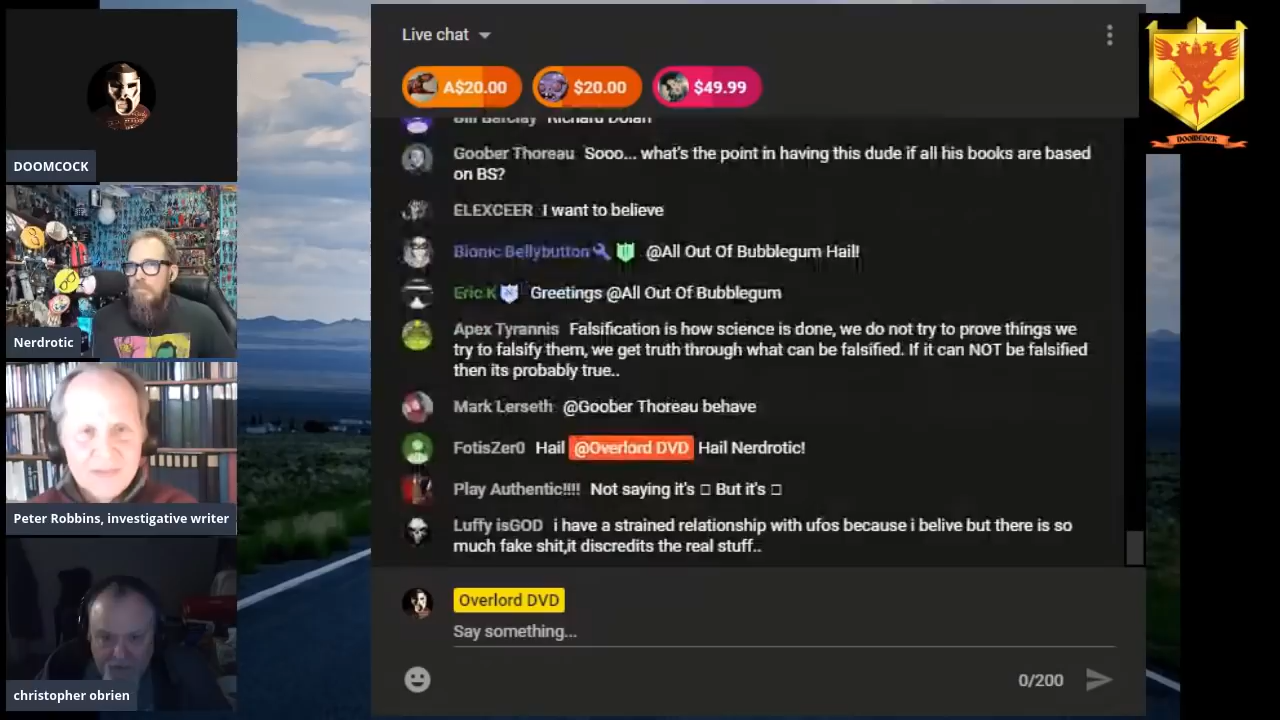 DOOMCOCK
Nerdrotic
Peter Robbins, investigative writer
christopher obrien
Live chat
A$20.00
$20.00
$49.99
Bill Barclay Richard Dolan
Goober Thoreau Sooo... what's the point in having this dude if all his books are based
on BS?
ELEXCEER I want to believe
Bionic Bellybutton @All Out Of Bubblegum Hail!
Eric K Greetings @All Out Of Bubblegum
Apex Tyrannis Falsification is how science is done, we do not try to prove things we
try to falsify them, we get truth through what can be falsified. If it can NOT be falsified
then its probably true..
Mark Lerseth @Goober Thoreau behave
FotisZer0 Hail @Overlord DVD Hail Nerdrotic!
Play Authentic!!!! Not saying it's □ But it's □
Luffy isGOD i have a strained relationship with ufos because i belive but there is so
much fake shit,it discredits the real stuff..
Overlord DVD
Say something...
0/200
DOOMCOCK